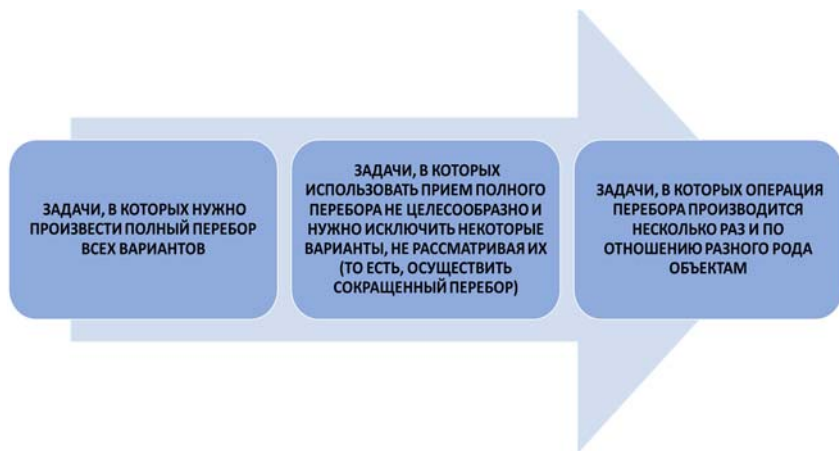 ЗАДАЧИ, В КОТОРЫХ НУЖНО
ПРОИЗВЕСТИ ПОЛНЫЙ ПЕРЕБОР
ВСЕХ ВАРИАНТОВ
ЗАДАЧИ, В КОТОРЫХ
ИСПОЛЬЗОВАТЬ ПРИЕМ ПОЛНОГО
ПЕРЕБОРА НЕ ЦЕЛЕСООБРАЗНО И
НУЖНО ИСКЛЮЧИТЬ НЕКОТОРЫЕ
ВАРИАНТЫ, НЕ РАССМАТРИВАЯ ИХ
(ТО ЕСТЬ, ОСУЩЕСТВИТЬ
СОКРАЩЕННЫЙ ПЕРЕБОР)
ЗАДАЧИ, В КОТОРЫХ ОПЕРАЦИЯ
ПЕРЕБОРА ПРОИЗВОДИТСЯ
НЕСКОЛЬКО РАЗ И ПО
ОТНОШЕНИЮ РАЗНОГО РОДА
ОБЪЕКТАМ